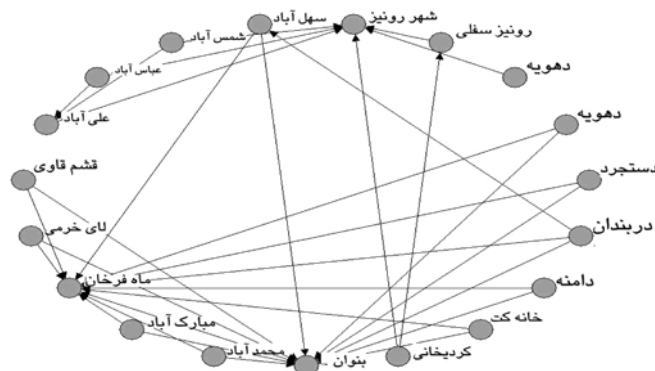 شهر رونیز
سهل آباد
شمس آباد
عباس آباد
علی آباد
قشم قاوی
لای خرمی
ماه فرخان
مبارک آباد
محمد آباد
بنوان
کردیخانی
خانه کت
دامنه
دربندان
دستجرد
دهویه
دهویه
رونیز سفلی